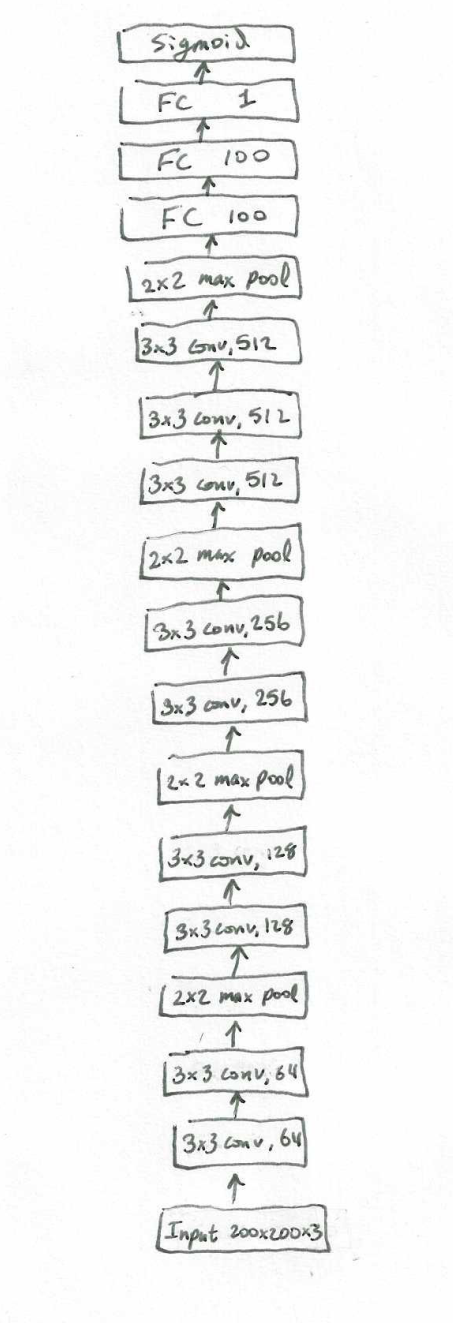 Sigmoid
FC 1
FC 100
FC 100
2x2 max pool
3x3 conv, 512
3x3 conv, 512
3x3 conv, 512
2x2 max pool
3x3 conv, 256
3x3 conv, 256
2x2 max pool
3x3 conv, 128
3x3 conv, 128
2x2 max pool
3x3 conv, 64
3x3 conv, 64
Input 200x200x3